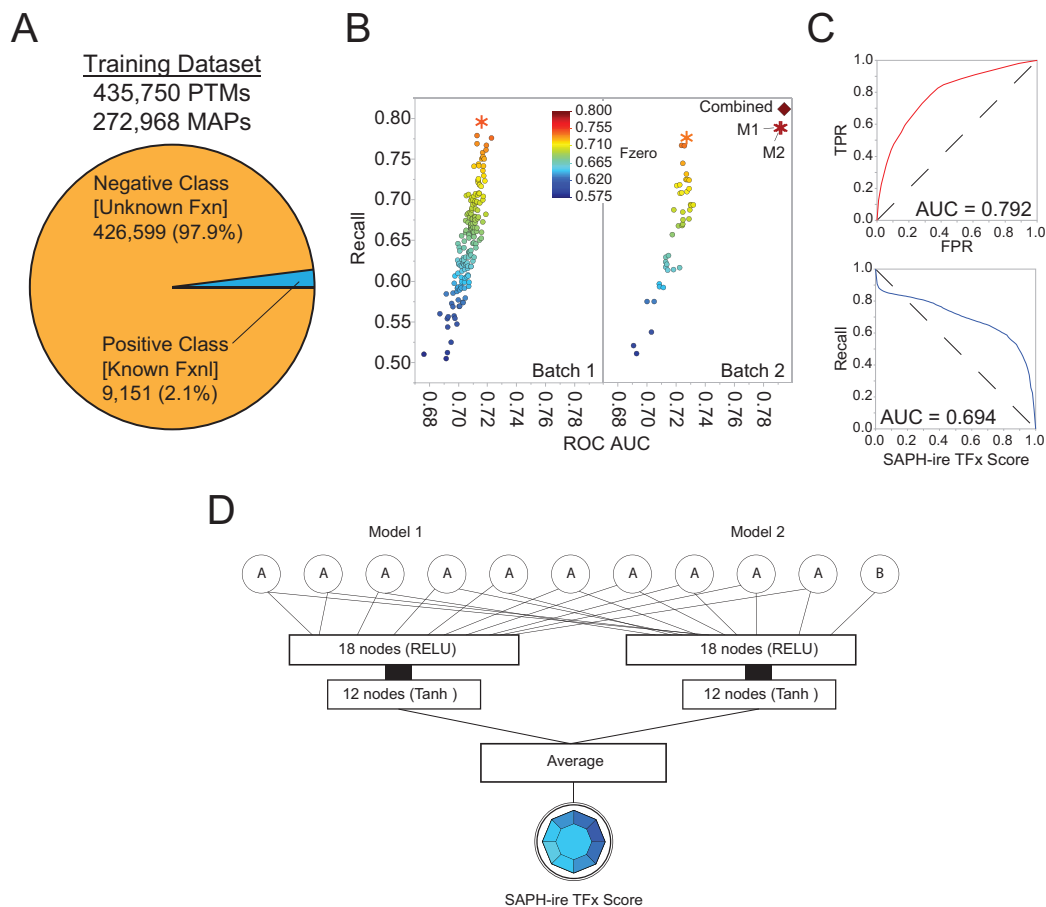 A
Training Dataset
435,750 PTMs
272,968 MAPs
Negative Class
[Unknown Fxn]
426,599 (97.9%)
Positive Class
[Known Fxnl]
9,151 (2.1%)
B
Recall
0.80
0.75
0.70
0.65
0.60
0.55
0.50
0.800
0.755
0.710
0.665
0.620
0.575
Fzero
Combined
M1
M2
Batch 1
Batch 2
0.68
0.70
0.72
0.74
0.76
0.78
0.68
0.70
0.72
0.74
0.76
0.78
ROC AUC
C
TPR
1.0
0.8
0.6
0.4
0.2
0.0
AUC = 0.792
0.0 0.2 0.4 0.6 0.8 1.0
FPR
Recall
1.0
0.8
0.6
0.4
0.2
0.0
AUC = 0.694
0.0 0.2 0.4 0.6 0.8 1.0
SAPH-ire TFx Score
D
Model 1
Model 2
A A A A A A A A A A B
18 nodes (RELU)
18 nodes (RELU)
12 nodes (Tanh )
12 nodes (Tanh )
Average
SAPH-ire TFx Score